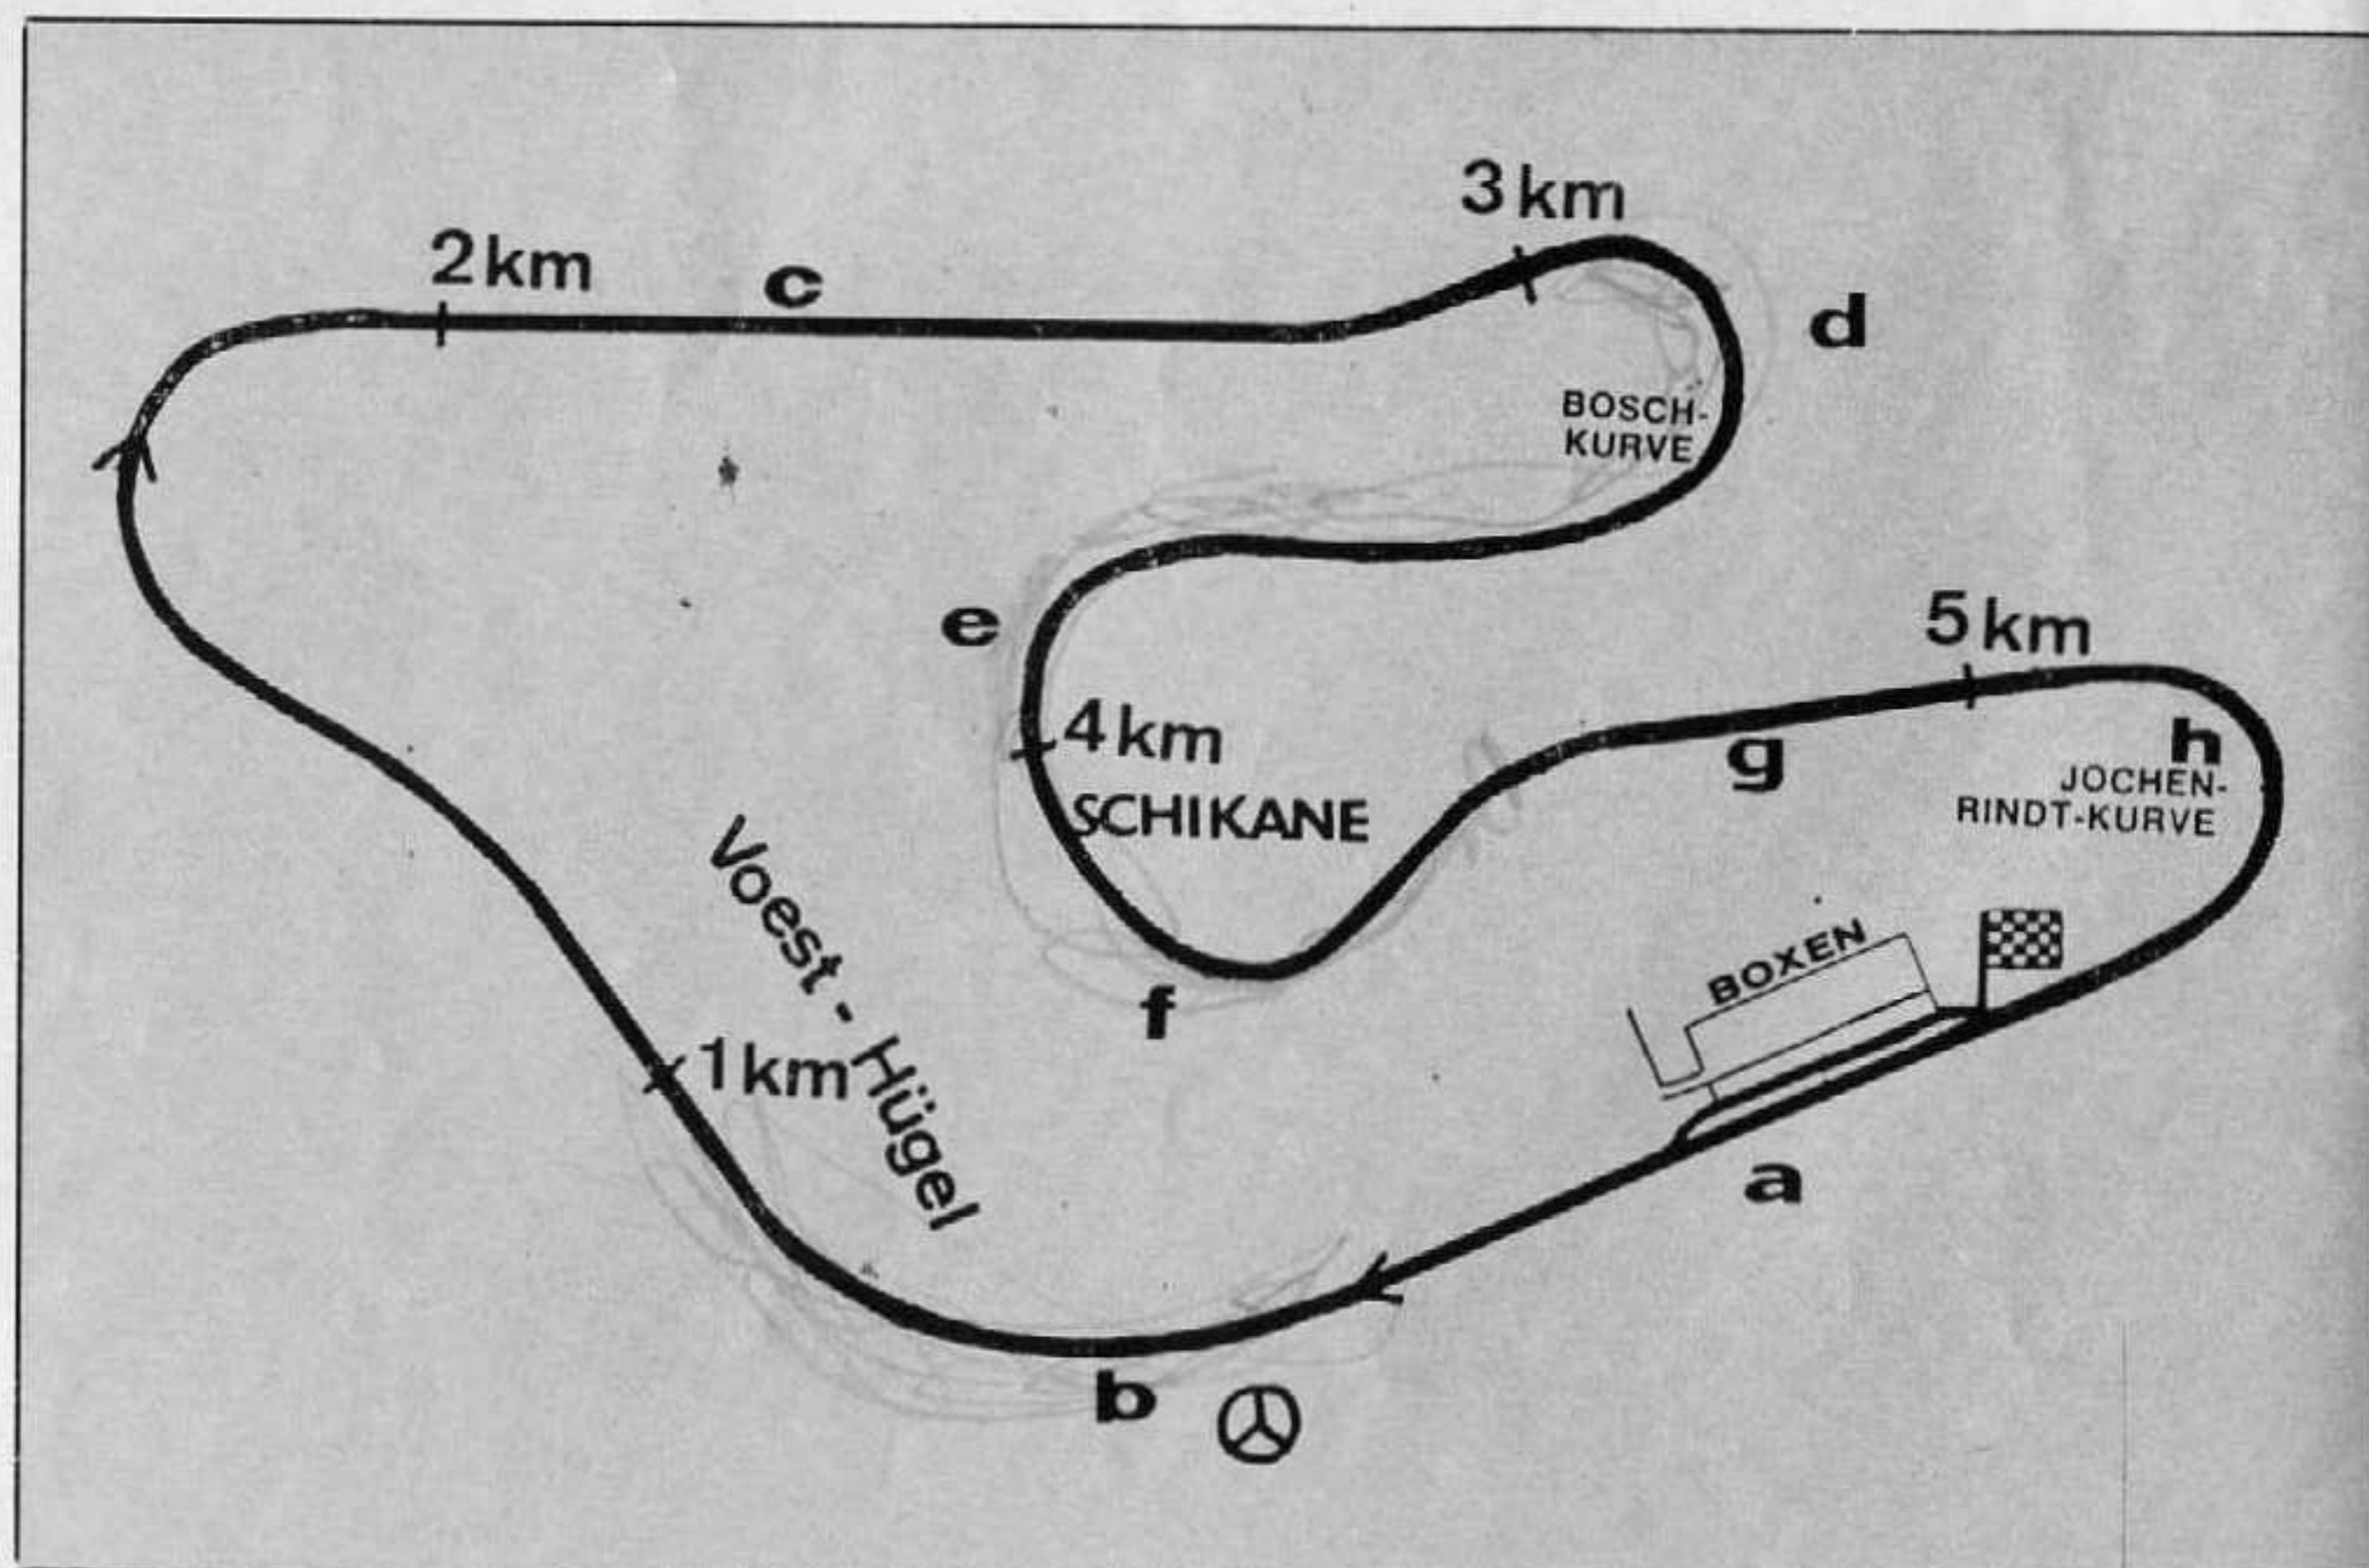 3km
2km
c
d
BOSCH-
KURVE
e
5km
4km
g
h
JOCHEN-
RINDT-KURVE
SCHIKANE
Voest - Hügel
BOXEN
f
1km
a
b